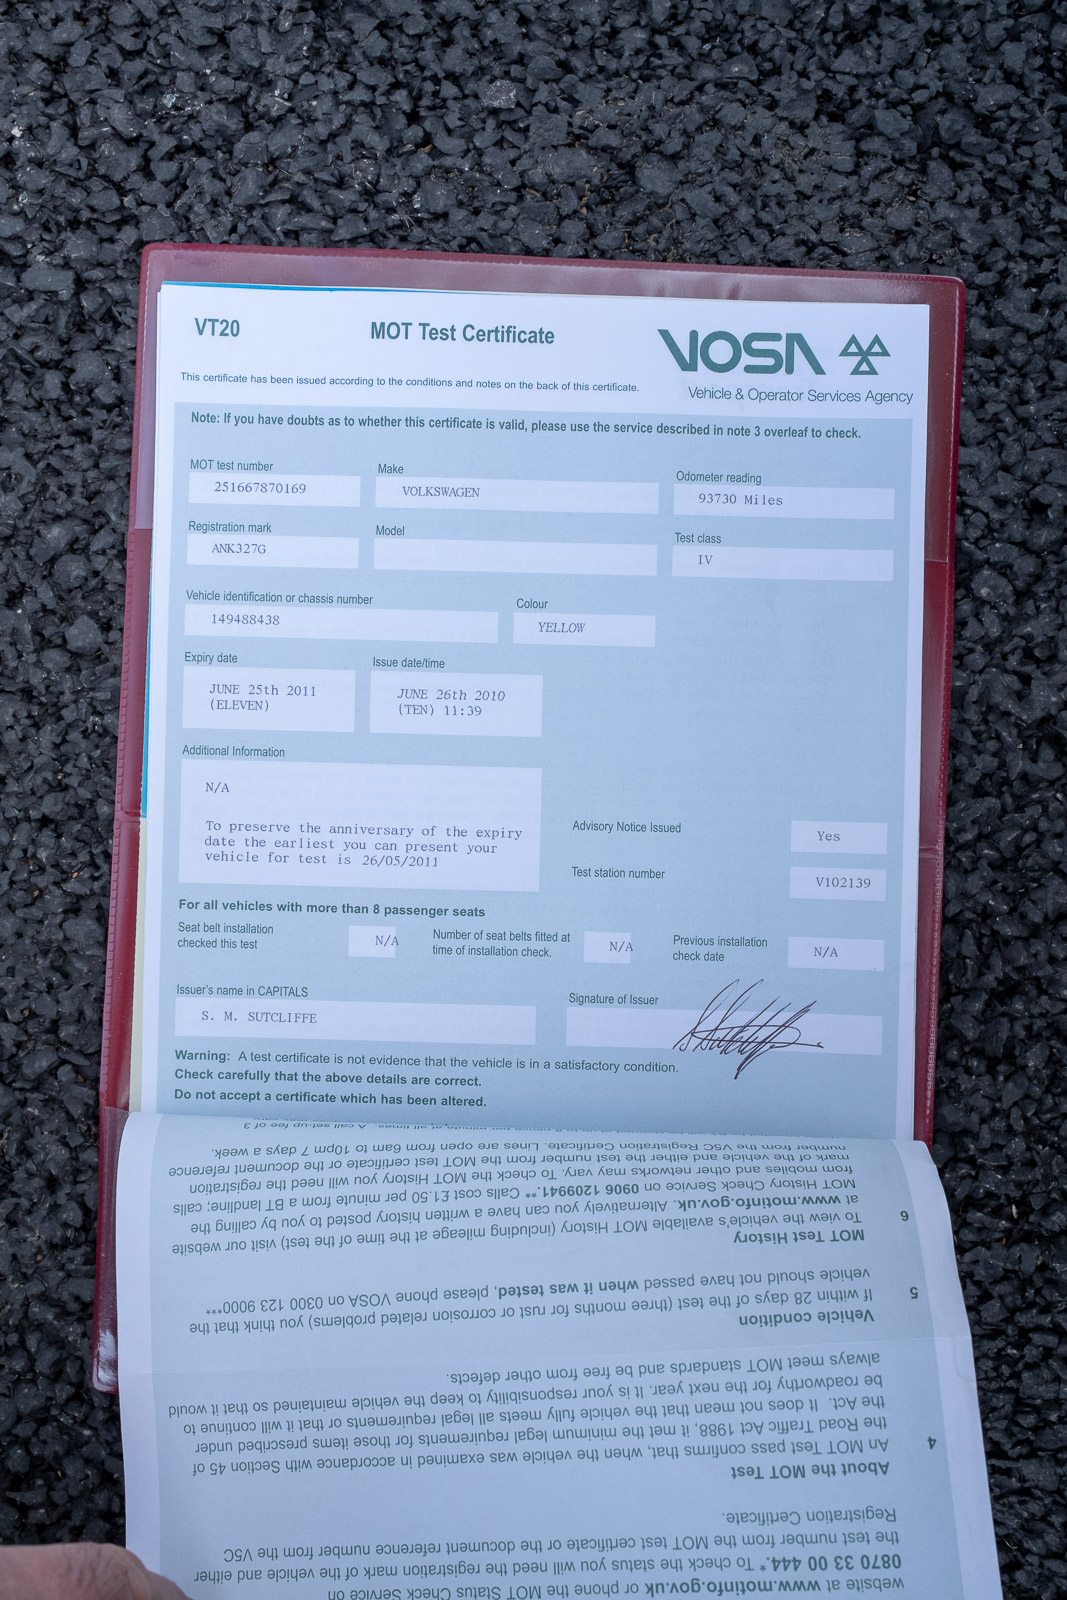 VT20
MOT Test Certificate
VOSA
Vehicle & Operator Services Agency
This certificate has been issued according to the conditions and notes on the back of this certificate.
Note: If you have doubts as to whether this certificate is valid, please use the service described in note 3 overleaf to check.
MOT test number
251667870169
Make
VOLKSWAGEN
Odometer reading
93730 Miles
Registration mark
ANK327G
Model
Test class
IV
Vehicle identification or chassis number
149488438
Colour
YELLOW
Expiry date
JUNE 25th 2011
(ELEVEN)
Issue date/time
JUNE 26th 2010
(TEN) 11:39
Additional Information
N/A
To preserve the anniversary of the expiry
date the earliest you can present your
vehicle for test is 26/05/2011
Advisory Notice Issued
Yes
Test station number
V102139
For all vehicles with more than 8 passenger seats
Seat belt installation
checked this test
N/A
Number of seat belts fitted at
time of installation check.
N/A
Previous installation
check date
N/A
Issuer's name in CAPITALS
S. M. SUTCLIFFE
Signature of Issuer
Warning: A test certificate is not evidence that the vehicle is in a satisfactory condition.
Check carefully that the above details are correct.
Do not accept a certificate which has been altered.
website at www.motinfo.gov.uk or phone the MOT Status Check Service on
0870 33 00 444.* To check the status you will need the registration mark of the vehicle and either
the test number from the MOT test certificate or the document reference number from the V5C
Registration Certificate.
4
About the MOT Test
An MOT Test pass confirms that, when the vehicle was examined in accordance with Section 45 of
the Road Traffic Act 1988, it met the minimum legal requirements for those items prescribed under
the Act. It does not mean that the vehicle fully meets all legal requirements or that it will continue to
be roadworthy for the next year. It is your responsibility to keep the vehicle maintained so that it would
always meet MOT standards and be free from other defects.
5
Vehicle condition
If within 28 days of the test (three months for rust or corrosion related problems) you think that the
vehicle should not have passed when it was tested, please phone VOSA on 0300 123 9000***
6
MOT Test History
To view the vehicle's available MOT History (including mileage at the time of the test) visit our website
at www.motinfo.gov.uk. Alternatively you can have a written history posted to you by calling the
MOT History Check Service on 0906 1209941.** Calls cost £1.50 per minute from a BT landline; calls
from mobiles and other networks may vary. To check the MOT History you will need the registration
mark of the vehicle and either the test number from the MOT test certificate or the document reference
number from the V5C Registration Certificate. Lines are open from 6am to 10pm 7 days a week.
minute at all times. A call set-up fee of 3